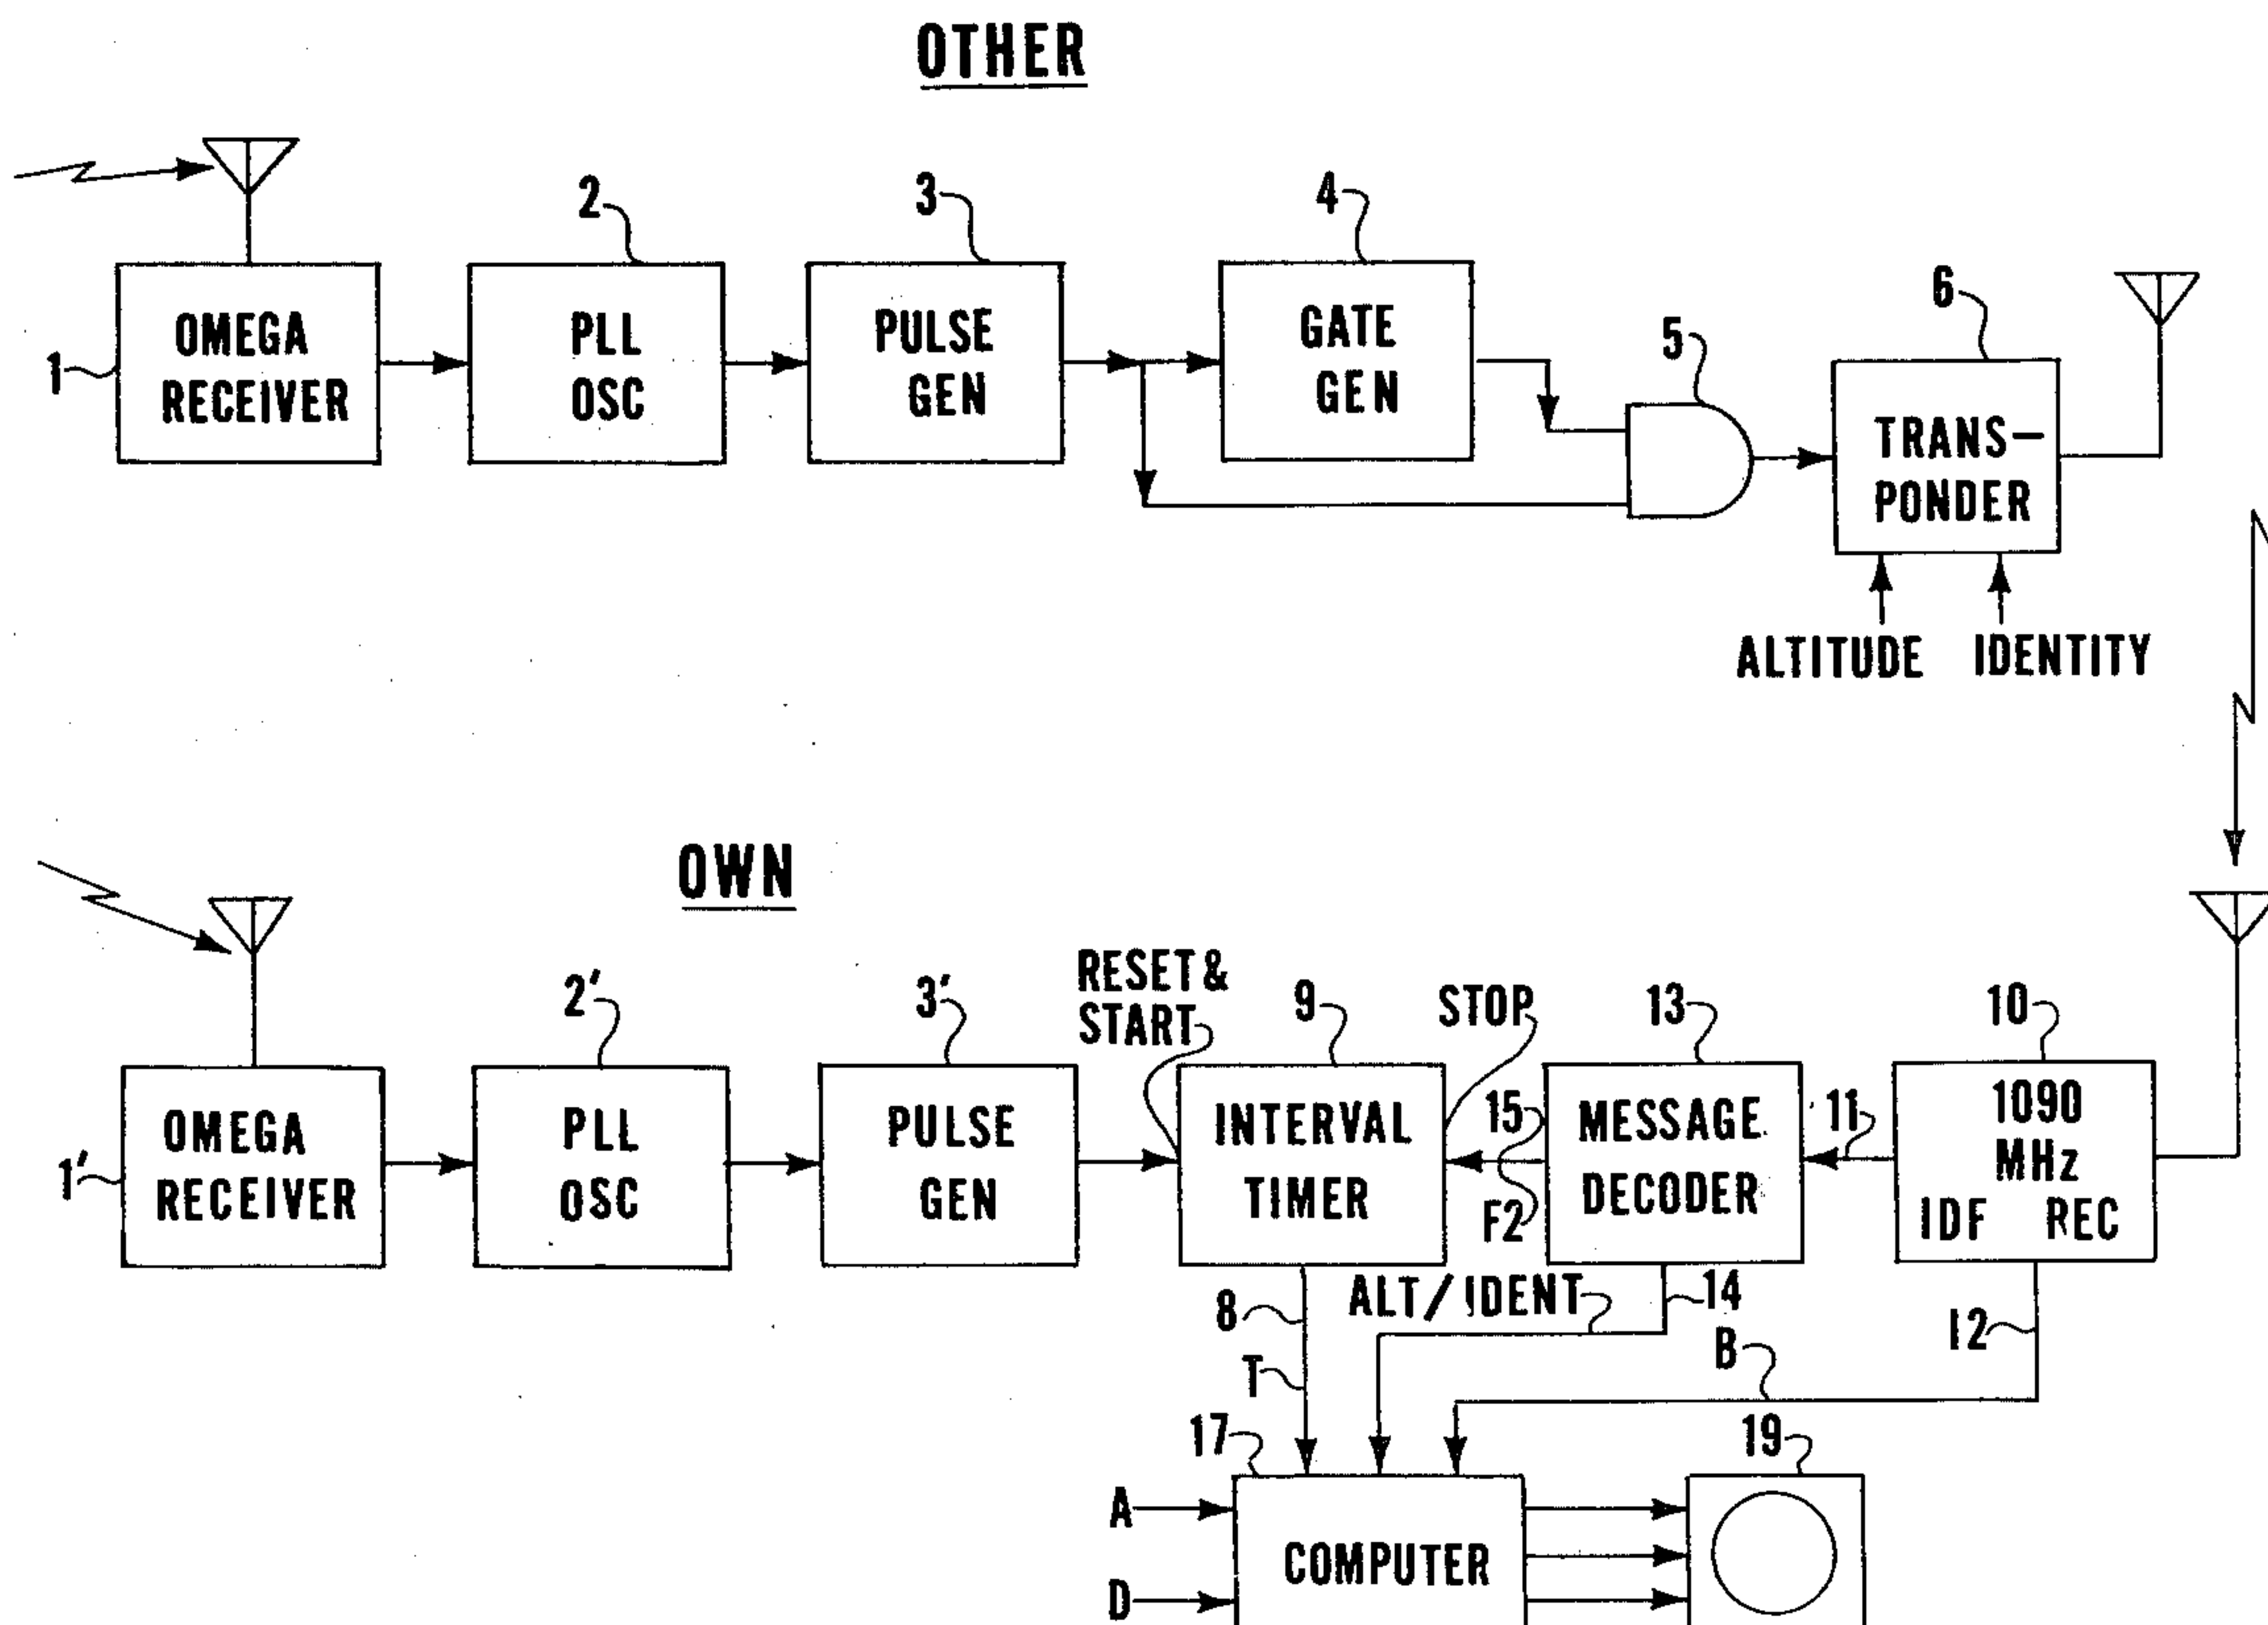 OTHER
1
OMEGA
RECEIVER
2
PLL
OSC
3
PULSE
GEN
4
GATE
GEN
5
6
TRANS-
PONDER
ALTITUDE IDENTITY
OWN
1'
OMEGA
RECEIVER
2'
PLL
OSC
3'
PULSE
GEN
RESET &
START
9
INTERVAL
TIMER
STOP
15
F2
13
MESSAGE
DECODER
11
10
1090
MHz
IDF REC
8
T
ALT/IDENT
14
B
12
17
A
D
COMPUTER
19